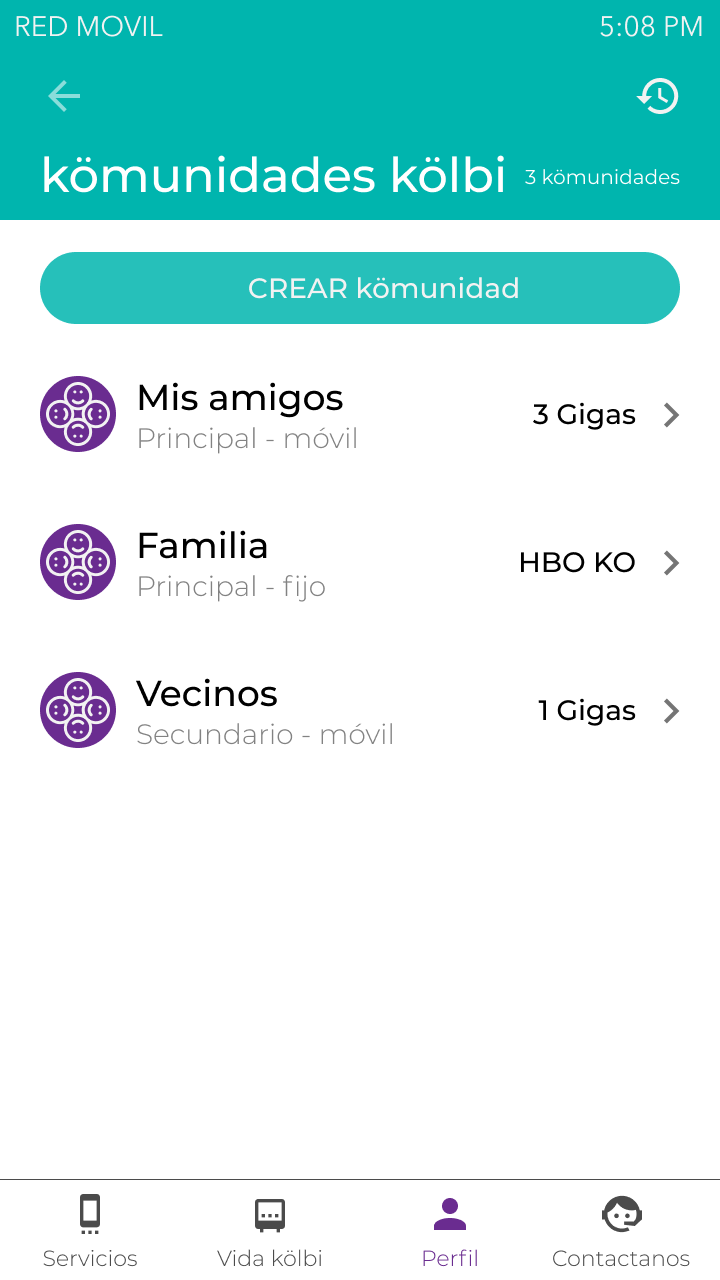 RED MOVIL 5:08 PM
kömunidades kölbi 3 kömunidades
CREAR kömunidad
Mis amigos
Principal - móvil
3 Gigas
Familia
Principal - fijo
HBO KO
Vecinos
Secundario - móvil
1 Gigas
Servicios Vida kölbi Perfil Contactanos